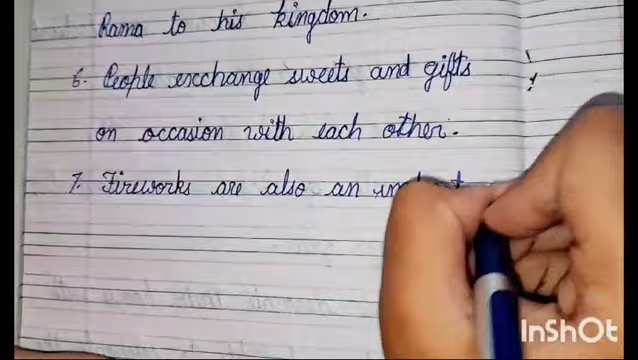 Rama to his kingdom.
6. People exchange sweets and gifts
on occasion with each other.
7. Fireworks are also an
InShOt